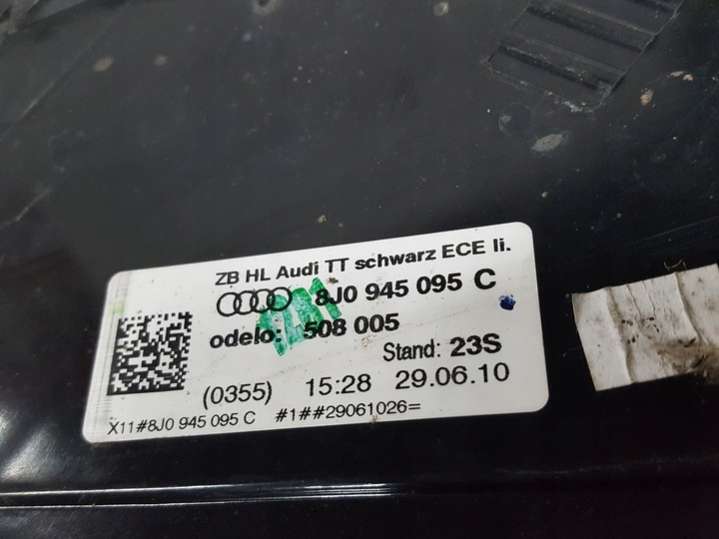 ZB HL Audi TT schwarz ECE li.
8J0 945 095 C
odelo: 508 005
Stand: 23S
(0355) 15:28 29.06.10
X11#8J0 945 095 C #1##29061026=